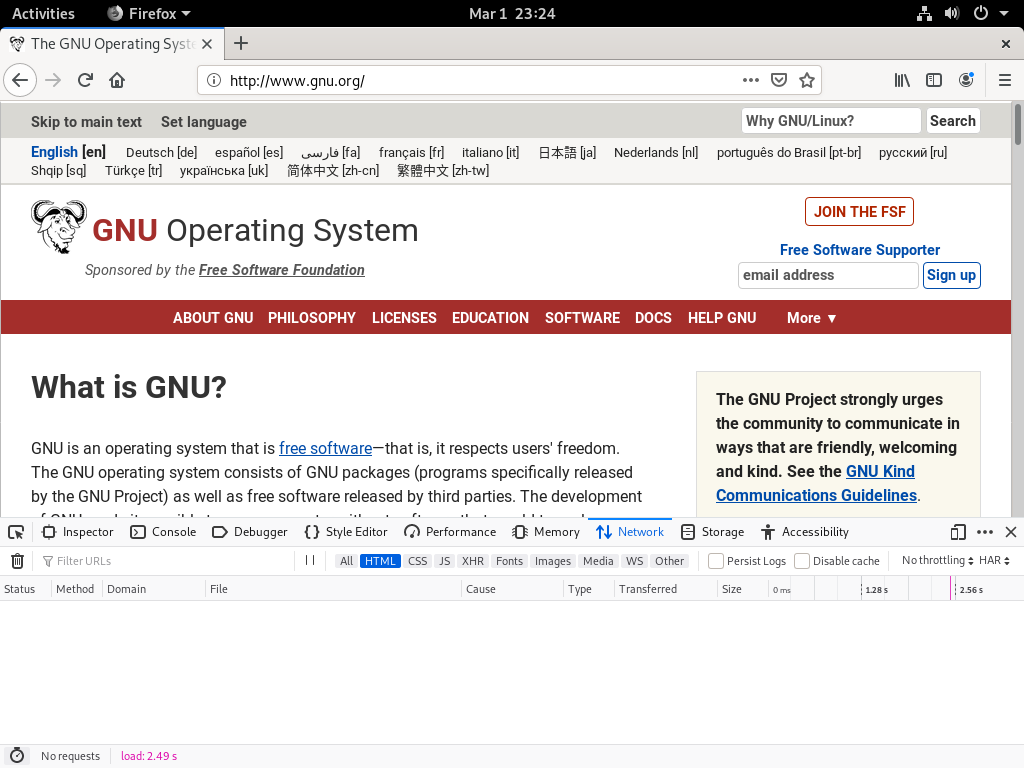 Activities Firefox Mar 1 23:24
The GNU Operating Syste
http://www.gnu.org/
Skip to main text Set language Why GNU/Linux? Search
English [en] Deutsch [de] español [es] فارسی [fa] français [fr] italiano [it] 日本語 [ja] Nederlands [nl] português do Brasil [pt-br] русский [ru]
Shqip [sq] Türkçe [tr] українська [uk] 简体中文 [zh-cn] 繁體中文 [zh-tw]
JOIN THE FSF
GNU Operating System
Free Software Supporter
Sponsored by the Free Software Foundation
email address Sign up
ABOUT GNU PHILOSOPHY LICENSES EDUCATION SOFTWARE DOCS HELP GNU More ▼
What is GNU?
GNU is an operating system that is free software—that is, it respects users' freedom.
The GNU operating system consists of GNU packages (programs specifically released
by the GNU Project) as well as free software released by third parties. The development
The GNU Project strongly urges
the community to communicate in
ways that are friendly, welcoming
and kind. See the GNU Kind
Communications Guidelines.
Inspector Console Debugger Style Editor Performance Memory Network Storage Accessibility
Filter URLs All HTML CSS JS XHR Fonts Images Media WS Other Persist Logs Disable cache No throttling HAR
Status Method Domain File Cause Type Transferred Size 0 ms 1.28 s 2.56 s
No requests load: 2.49 s